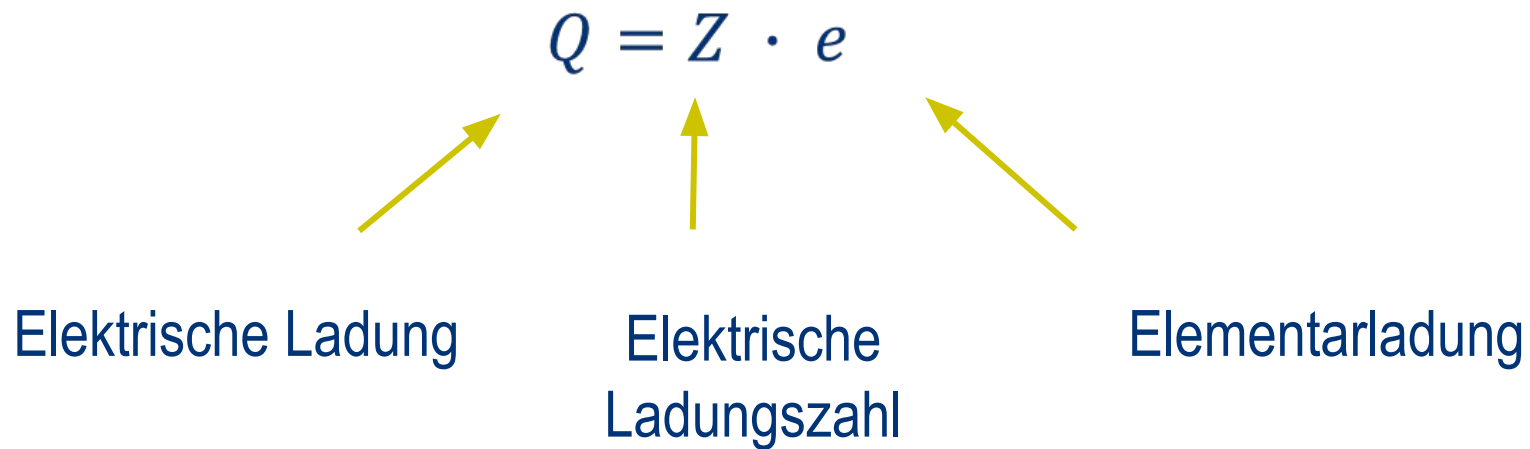 Q = Z · e
Elektrische Ladung
Elektrische
Ladungszahl
Elementarladung